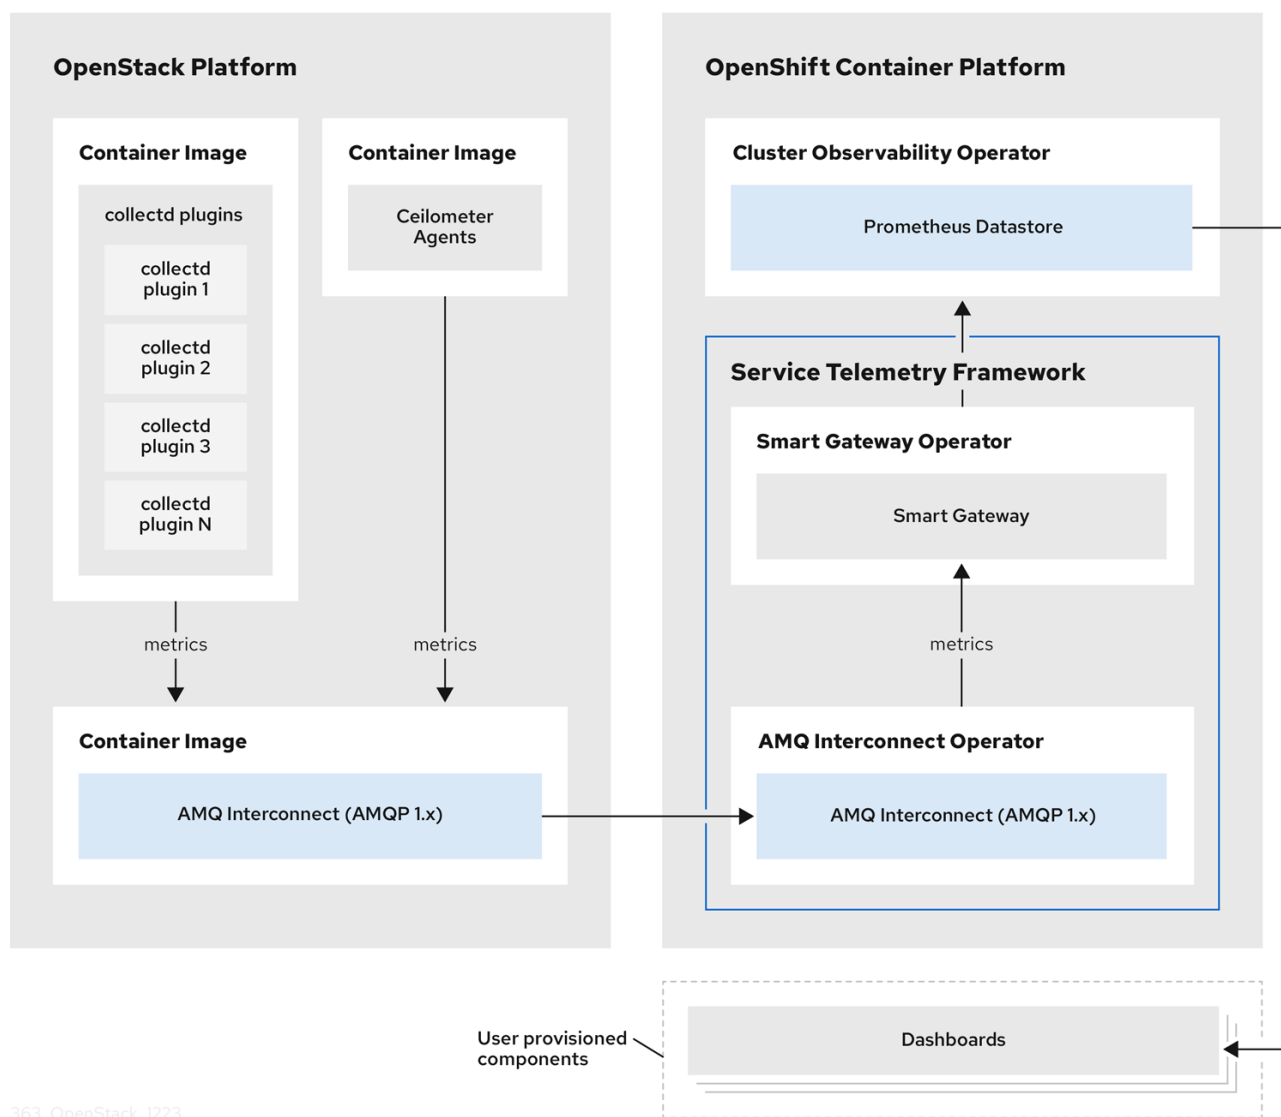 OpenStack Platform
Container Image
collectd plugins
collectd
plugin 1
collectd
plugin 2
collectd
plugin 3
collectd
plugin N
Container Image
Ceilometer
Agents
metrics
metrics
Container Image
AMQ Interconnect (AMQP 1.x)
OpenShift Container Platform
Cluster Observability Operator
Prometheus Datastore
Service Telemetry Framework
Smart Gateway Operator
Smart Gateway
metrics
AMQ Interconnect Operator
AMQ Interconnect (AMQP 1.x)
User provisioned
components
Dashboards
363_OpenStack_1223